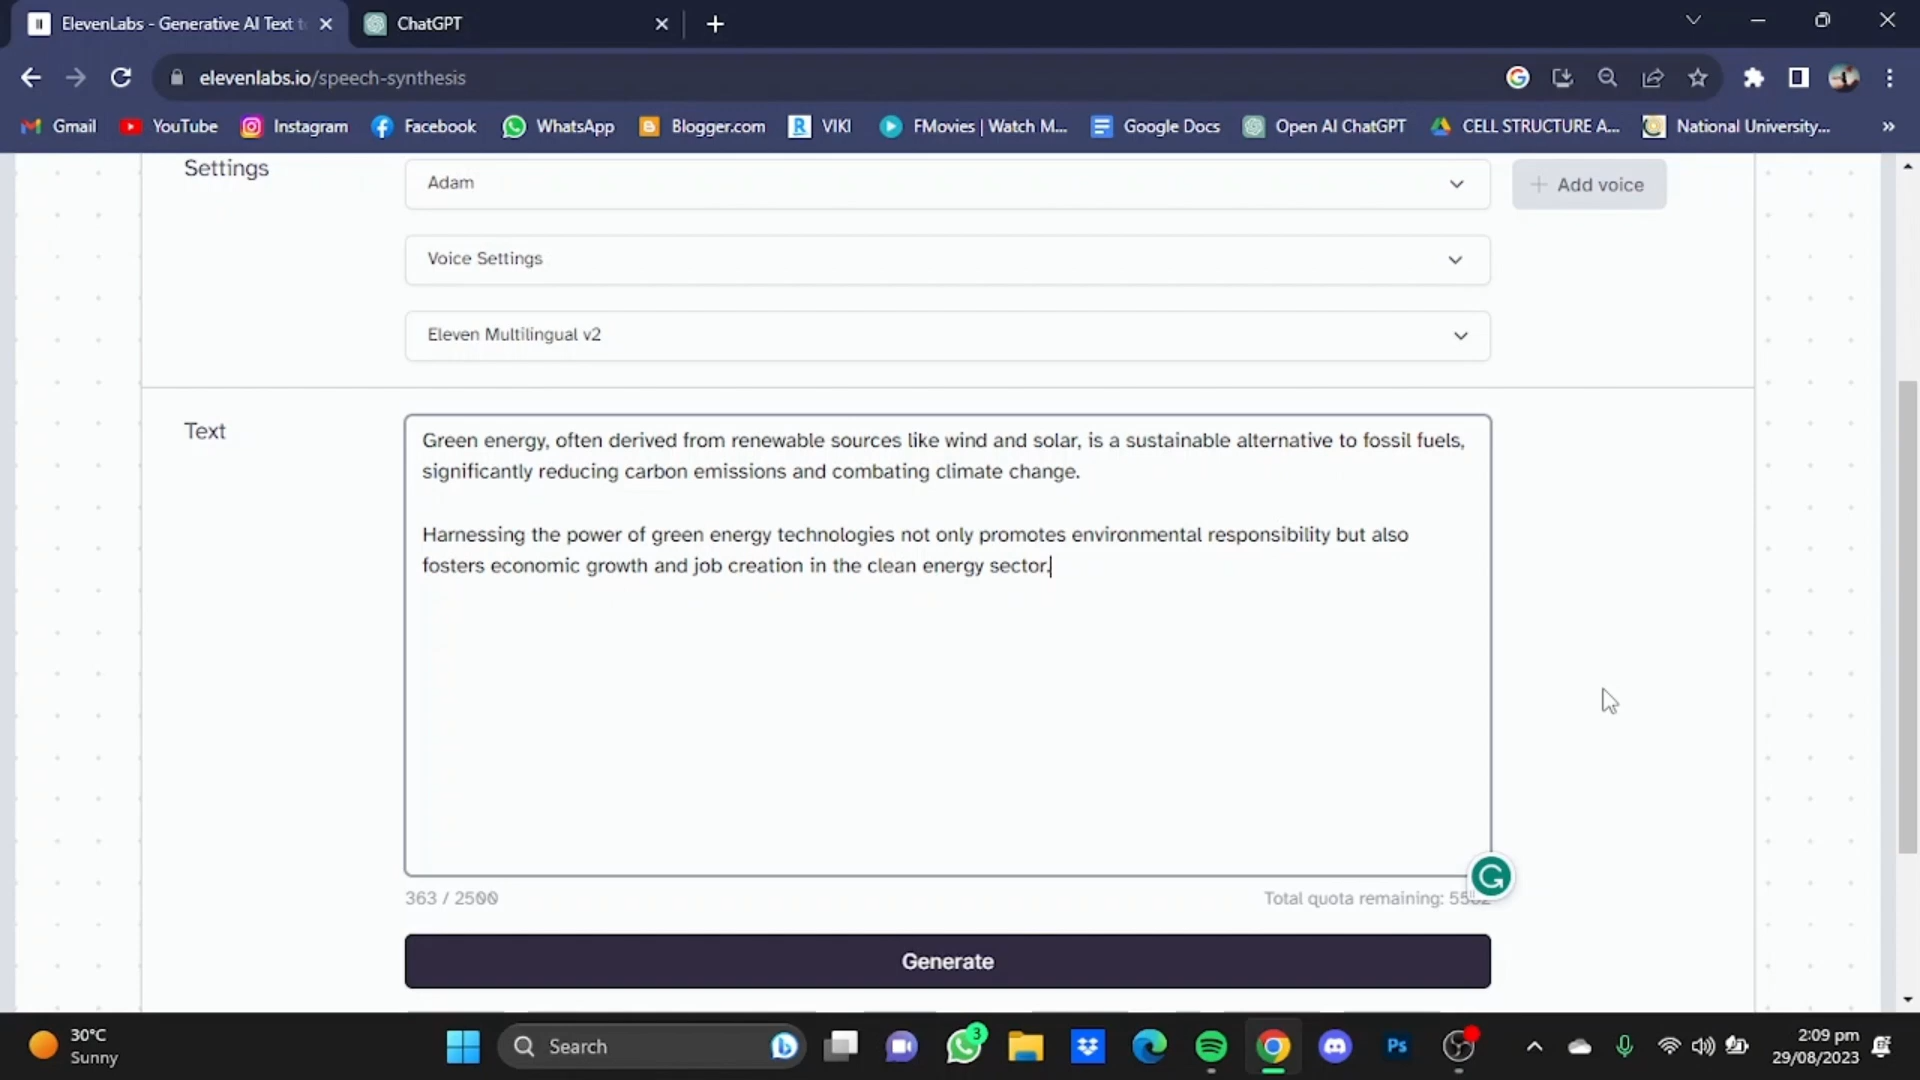 ElevenLabs - Generative AI Text t
ChatGPT
elevenlabs.io/speech-synthesis
Gmail
YouTube
Instagram
Facebook
WhatsApp
Blogger.com
VIKI
FMovies | Watch M...
Google Docs
Open AI ChatGPT
CELL STRUCTURE A...
National University...
Settings
Adam
+ Add voice
Voice Settings
Eleven Multilingual v2
Text
Green energy, often derived from renewable sources like wind and solar, is a sustainable alternative to fossil fuels,
significantly reducing carbon emissions and combating climate change.
Harnessing the power of green energy technologies not only promotes environmental responsibility but also
fosters economic growth and job creation in the clean energy sector.
363 / 2500
Total quota remaining:
Generate
30°C
Sunny
Search
3
Ps
2:09 pm
29/08/2023